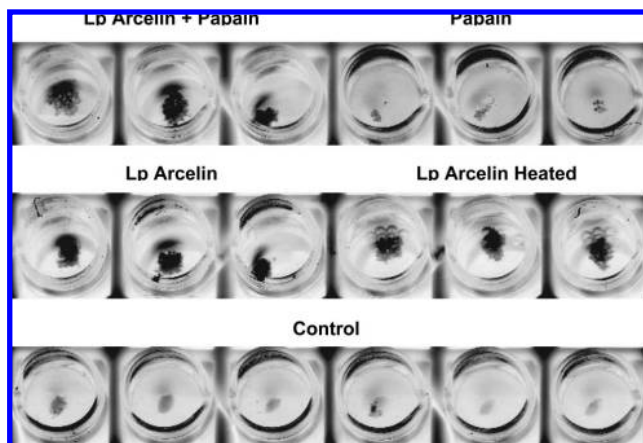 Lp Arcelin + Papain
Papain
Lp Arcelin
Lp Arcelin Heated
Control